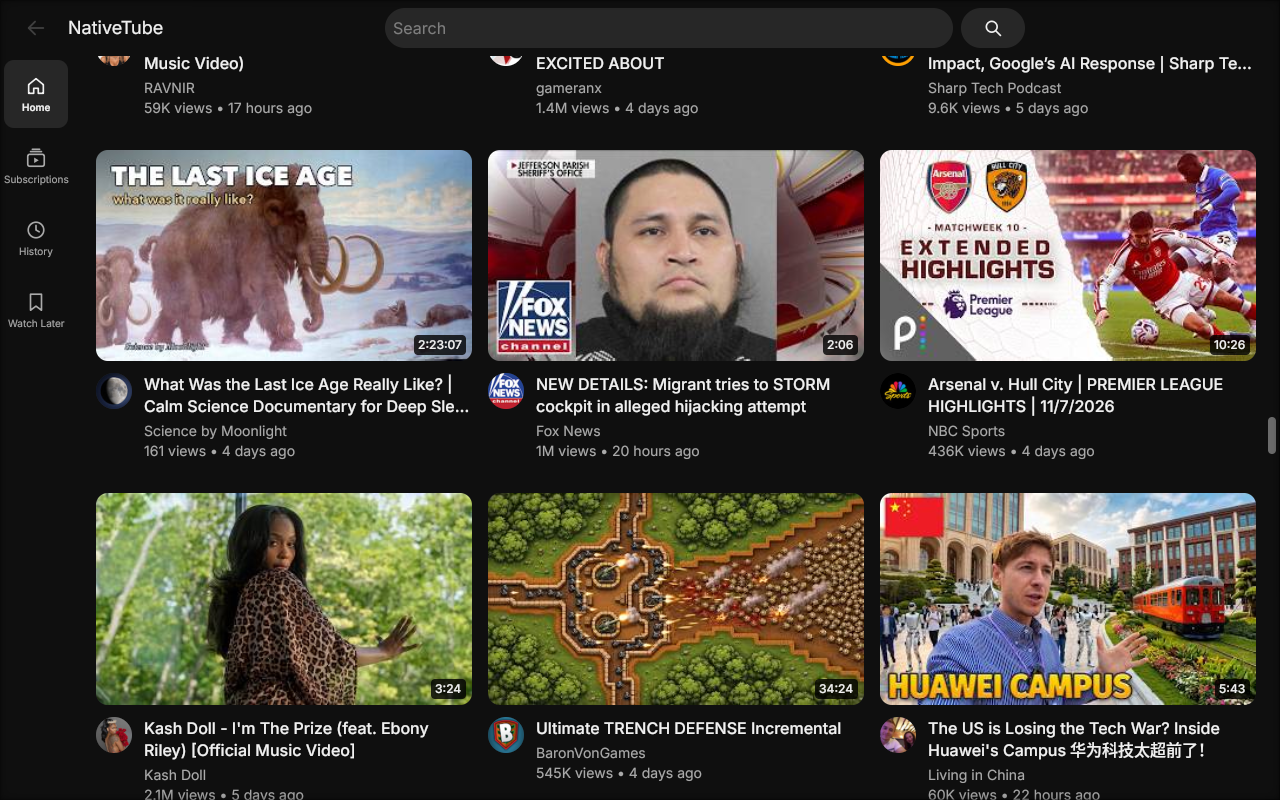 NativeTube
Search
Home
Subscriptions
History
Watch Later
Music Video)
RAVNIR
59K views • 17 hours ago
EXCITED ABOUT
gameranx
1.4M views • 4 days ago
Impact, Google's AI Response | Sharp Te...
Sharp Tech Podcast
9.6K views • 5 days ago
THE LAST ICE AGE
what was it really like?
Science by Moonlight
2:23:07
What Was the Last Ice Age Really Like? |
Calm Science Documentary for Deep Sle...
Science by Moonlight
161 views • 4 days ago
JEFFERSON PARISH
SHERIFF'S OFFICE
FOX
NEWS
channel
2:06
FOX
NEWS
channel
NEW DETAILS: Migrant tries to STORM
cockpit in alleged hijacking attempt
Fox News
1M views • 20 hours ago
Arsenal
HULL CITY
- MATCHWEEK 10 -
EXTENDED
HIGHLIGHTS
Premier
League
P
32
10:26
Sports
Arsenal v. Hull City | PREMIER LEAGUE
HIGHLIGHTS | 11/7/2026
NBC Sports
436K views • 4 days ago
3:24
Kash Doll - I'm The Prize (feat. Ebony
Riley) [Official Music Video]
Kash Doll
2.1M views • 5 days ago
34:24
B
Ultimate TRENCH DEFENSE Incremental
BaronVonGames
545K views • 4 days ago
HUAWEI CAMPUS
5:43
The US is Losing the Tech War? Inside
Huawei's Campus 华为科技太超前了!
Living in China
60K views • 22 hours ago